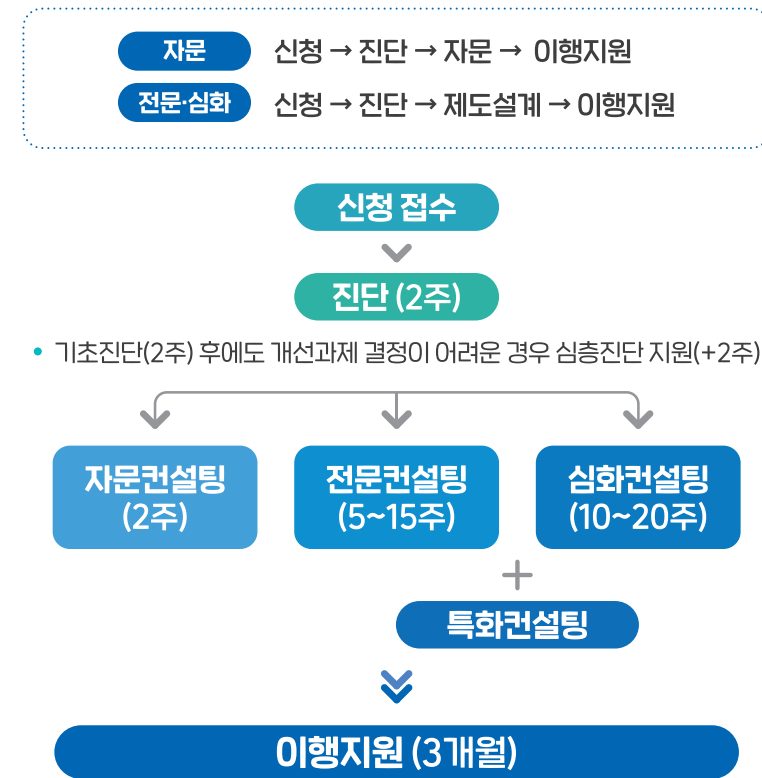 자문 신청 → 진단 → 자문 → 이행지원
전문·심화 신청 → 진단 → 제도설계 → 이행지원
신청 접수
진단 (2주)
• 기초진단(2주) 후에도 개선과제 결정이 어려운 경우 심층진단 지원(+2주)
자문컨설팅 전문컨설팅 심화컨설팅
(2주) (5~15주) (10~20주)
+
특화컨설팅
이행지원 (3개월)